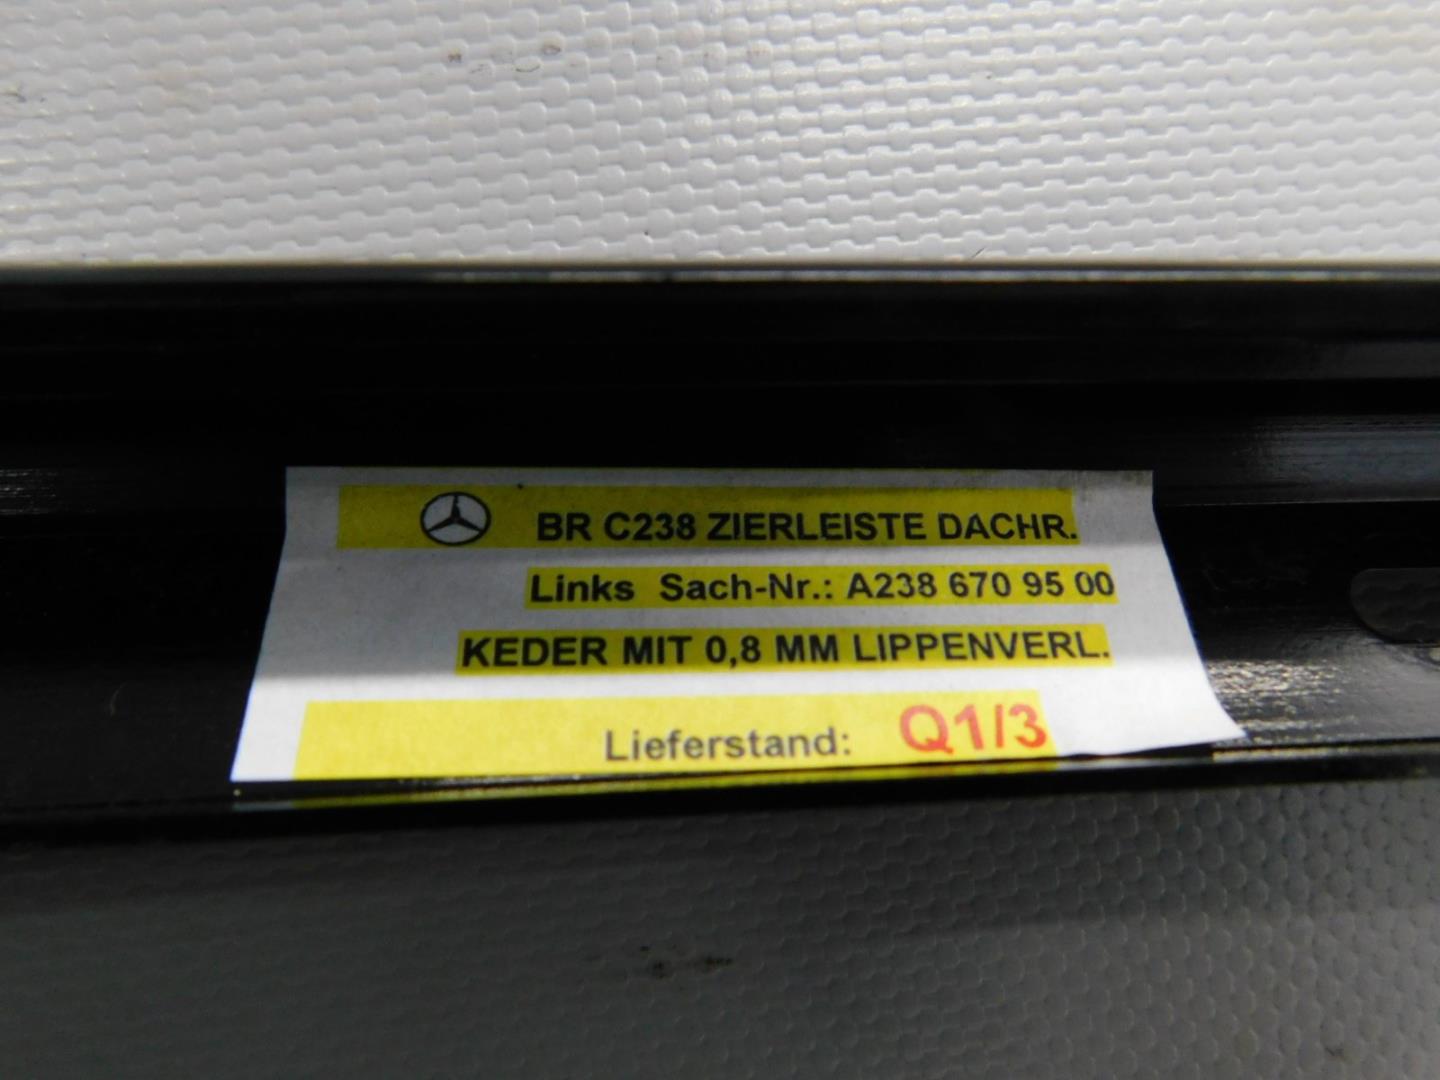 BR C238 ZIERLEISTE DACHR.
Links Sach-Nr.: A238 670 95 00
KEDER MIT 0,8 MM LIPPENVERL.
Lieferstand: Q1/3